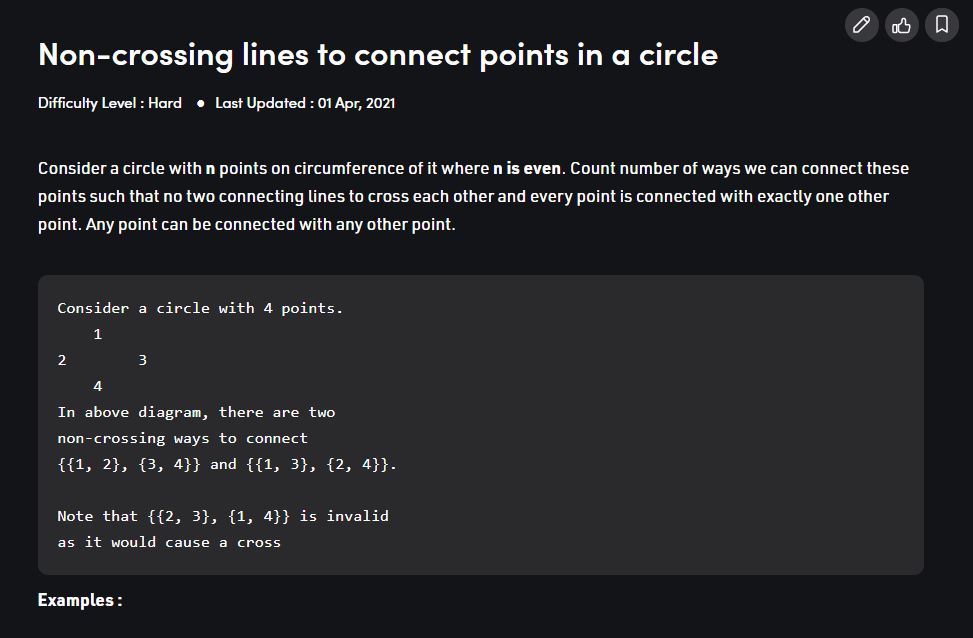 Non-crossing lines to connect points in a circle
Difficulty Level : Hard ● Last Updated : 01 Apr, 2021
Consider a circle with n points on circumference of it where n is even. Count number of ways we can connect these
points such that no two connecting lines to cross each other and every point is connected with exactly one other
point. Any point can be connected with any other point.
Consider a circle with 4 points.
    1
2        3
    4
In above diagram, there are two
non-crossing ways to connect
{{1, 2}, {3, 4}} and {{1, 3}, {2, 4}}.
Note that {{2, 3}, {1, 4}} is invalid
as it would cause a cross
Examples :